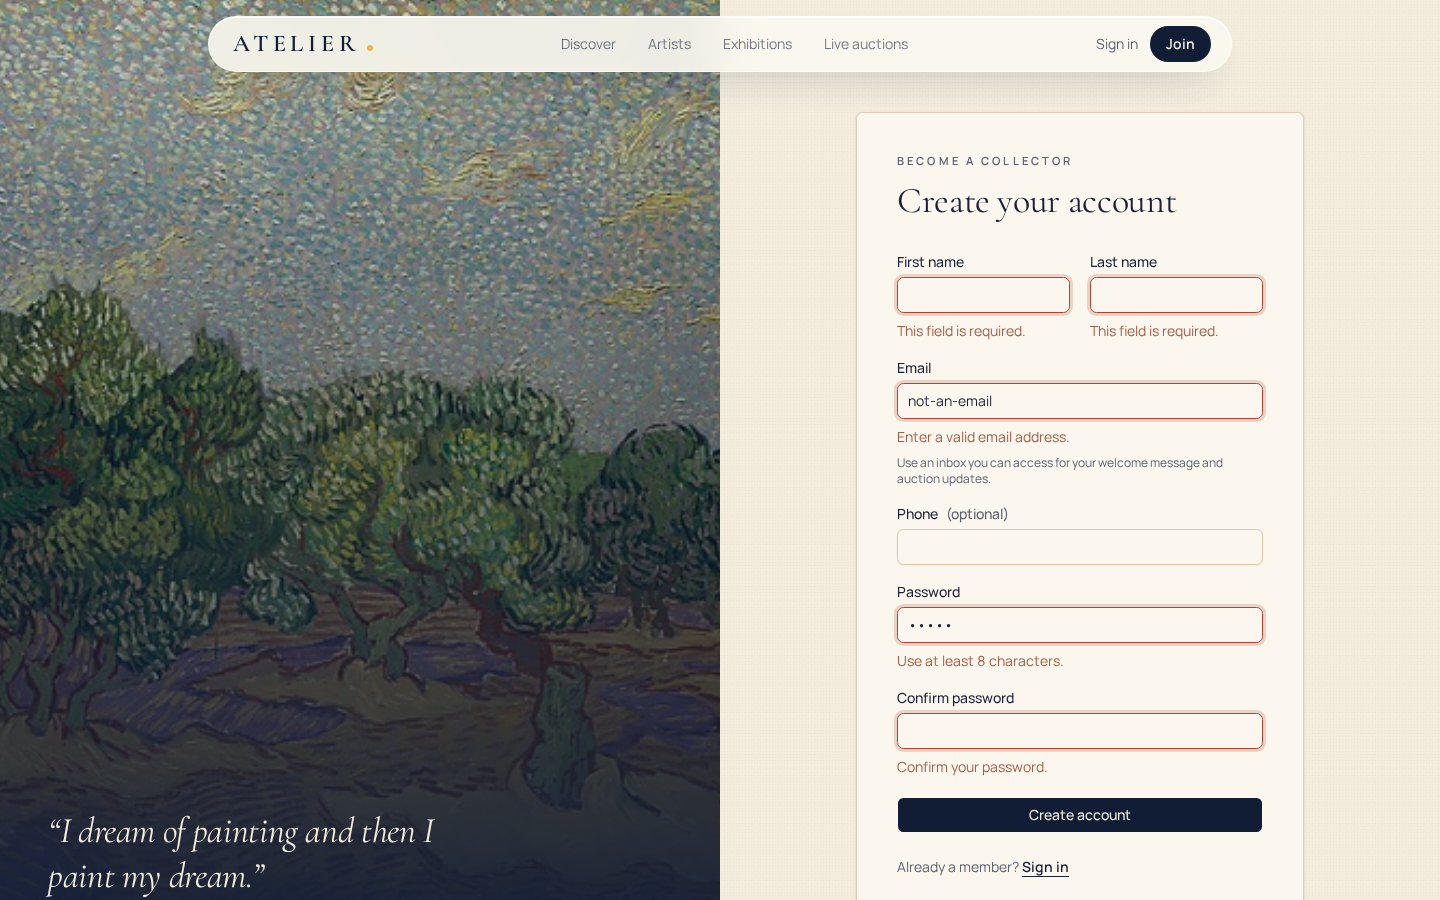 ATELIER
Discover Artists Exhibitions Live auctions
Sign in Join
BECOME A COLLECTOR
Create your account
First name Last name
This field is required. This field is required.
Email
not-an-email
Enter a valid email address.
Use an inbox you can access for your welcome message and
auction updates.
Phone (optional)
Password
•••••
Use at least 8 characters.
Confirm password
Confirm your password.
Create account
Already a member? Sign in
“I dream of painting and then I
paint my dream.”